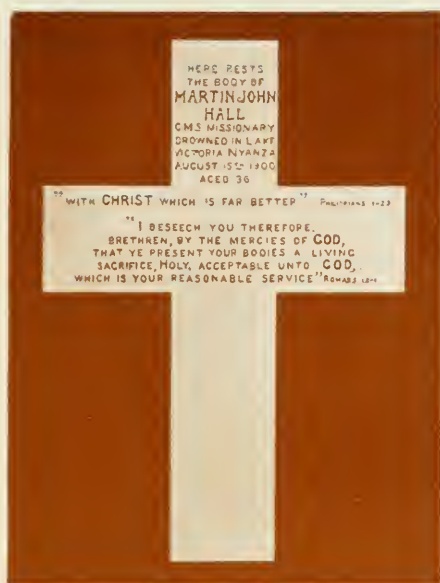 HERE RESTS
THE BODY OF
MARTIN JOHN
HALL
CMS MISSIONARY
DROWNED IN LAKE
VICTORIA NYANZA
AUGUST 15TH 1900
AGED 36
"WITH CHRIST WHICH IS FAR BETTER" PHILIPPIANS 1-23
"I BESEECH YOU THEREFORE.
BRETHREN, BY THE MERCIES OF GOD,
THAT YE PRESENT YOUR BODIES A LIVING
SACRIFICE, HOLY, ACCEPTABLE UNTO GOD,
WHICH IS YOUR REASONABLE SERVICE" ROMANS 12-1